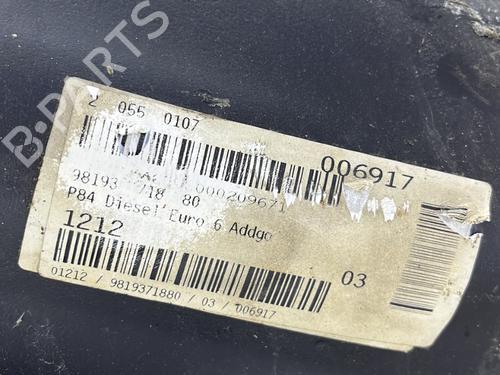 B-PARTS
2 055 0107
006917
000209671
98193 718 80
P84 Diesel Euro 6 Addgo
1212
03
01212 / 9819371880 / 03 / 006917